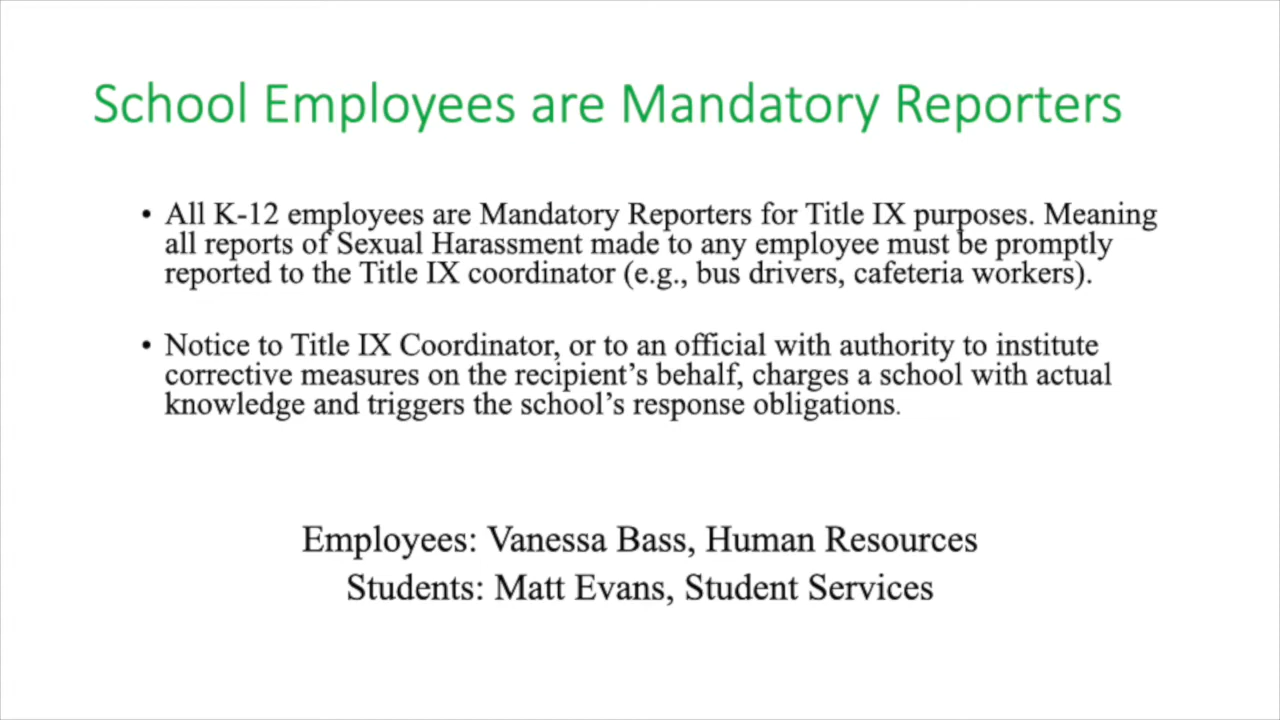 School Employees are Mandatory Reporters
• All K-12 employees are Mandatory Reporters for Title IX purposes. Meaning
all reports of Sexual Harassment made to any employee must be promptly
reported to the Title IX coordinator (e.g., bus drivers, cafeteria workers).
• Notice to Title IX Coordinator, or to an official with authority to institute
corrective measures on the recipient’s behalf, charges a school with actual
knowledge and triggers the school’s response obligations.
Employees: Vanessa Bass, Human Resources
Students: Matt Evans, Student Services